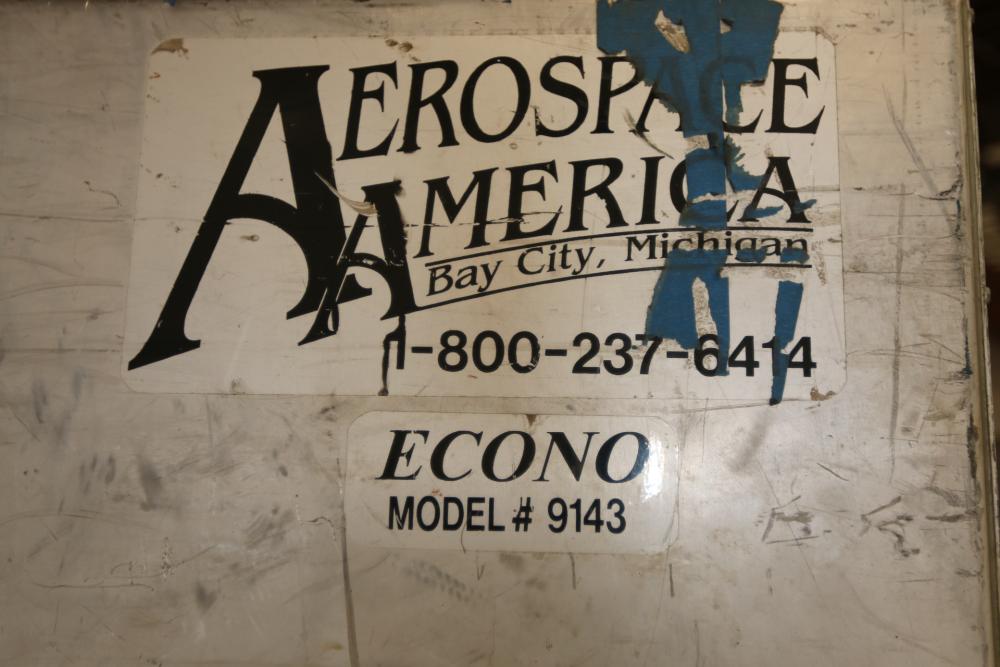 AEROSPACE
AMERICA
Bay City, Michigan
1-800-237-6414
ECONO
MODEL # 9143